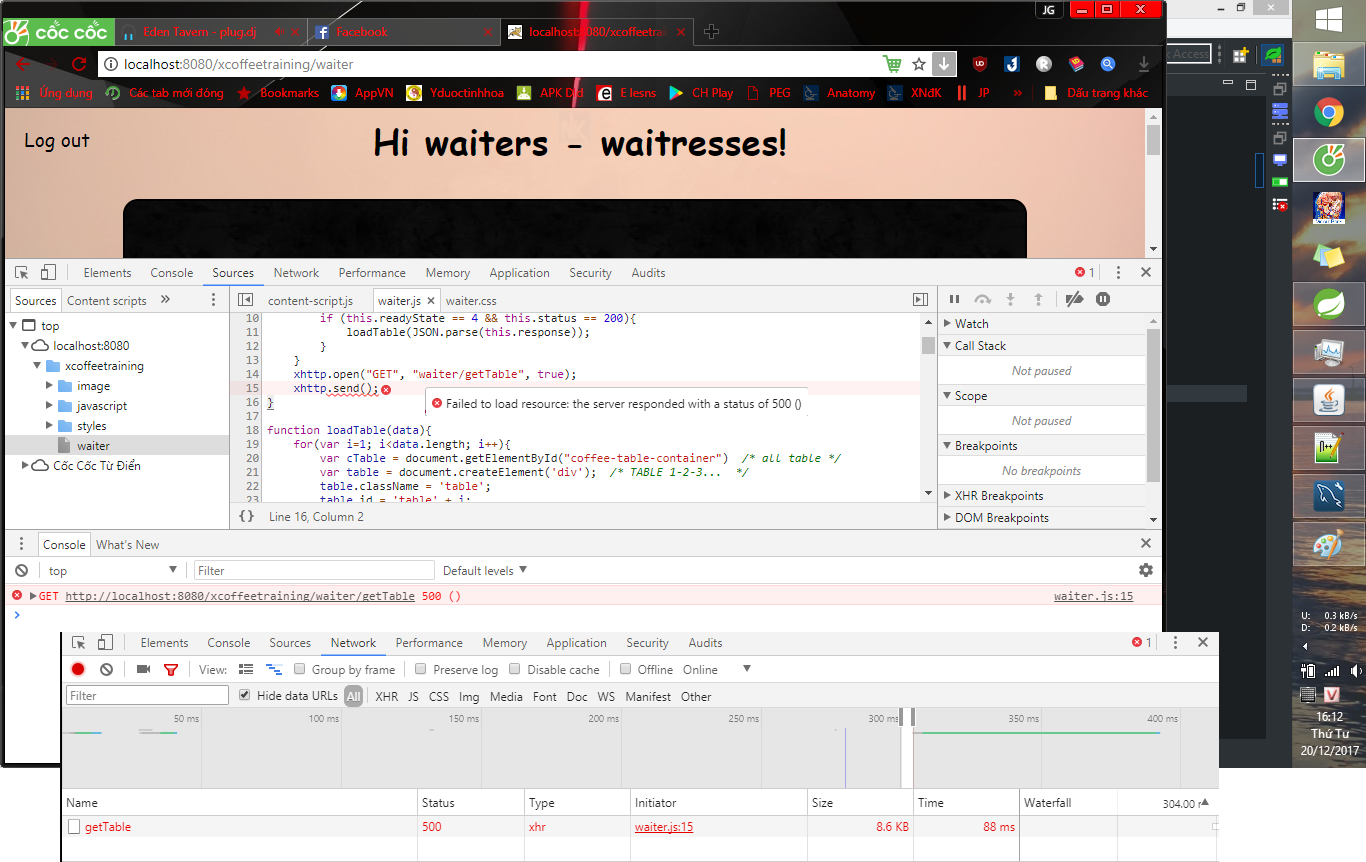 JG
cốc cốc
Eden Tavern - plug.dj
Facebook
localhost:8080/xcoffeetrai
localhost:8080/xcoffeetraining/waiter
Ứng dụng
Các tab mới đóng
Bookmarks
AppVN
Yduoctinhhoa
APK Dld
E lesns
CH Play
PEG
Anatomy
XNđK
JP
»
Dấu trang khác
Log out
Hi waiters - waitresses!
Elements Console Sources Network Performance Memory Application Security Audits
1
Sources Content scripts »
content-script.js waiter.js waiter.css
top
localhost:8080
xcoffeetraining
image
javascript
styles
waiter
Cốc Cốc Từ Điển
10 if (this.readyState == 4 && this.status == 200){
11 loadTable(JSON.parse(this.response));
12 }
13 }
14 xhttp.open("GET", "waiter/getTable", true);
15 xhttp.send();
Failed to load resource: the server responded with a status of 500 ()
16 }
17
18 function loadTable(data){
19 for(var i=1; i<data.length; i++){
20 var cTable = document.getElementById("coffee-table-container") /* all table */
21 var table = document.createElement('div'); /* TABLE 1-2-3... */
22 table.className = 'table';
23 table.id = 'table' + i;
{} Line 16, Column 2
Watch
Call Stack
Not paused
Scope
Not paused
Breakpoints
No breakpoints
XHR Breakpoints
DOM Breakpoints
Console What's New
top
Filter
Default levels
GET http://localhost:8080/xcoffeetraining/waiter/getTable 500 ()
waiter.js:15
Elements Console Sources Network Performance Memory Application Security Audits
1
View: Group by frame Preserve log Disable cache Offline Online
Filter
Hide data URLs All XHR JS CSS Img Media Font Doc WS Manifest Other
50 ms 100 ms 150 ms 200 ms 250 ms 300 ms 350 ms 400 ms
Name Status Type Initiator Size Time Waterfall 304.00
getTable 500 xhr waiter.js:15 8.6 KB 88 ms
Access
U: 0.3 kB/s
D: 0.2 kB/s
16:12
Thứ Tư
20/12/2017